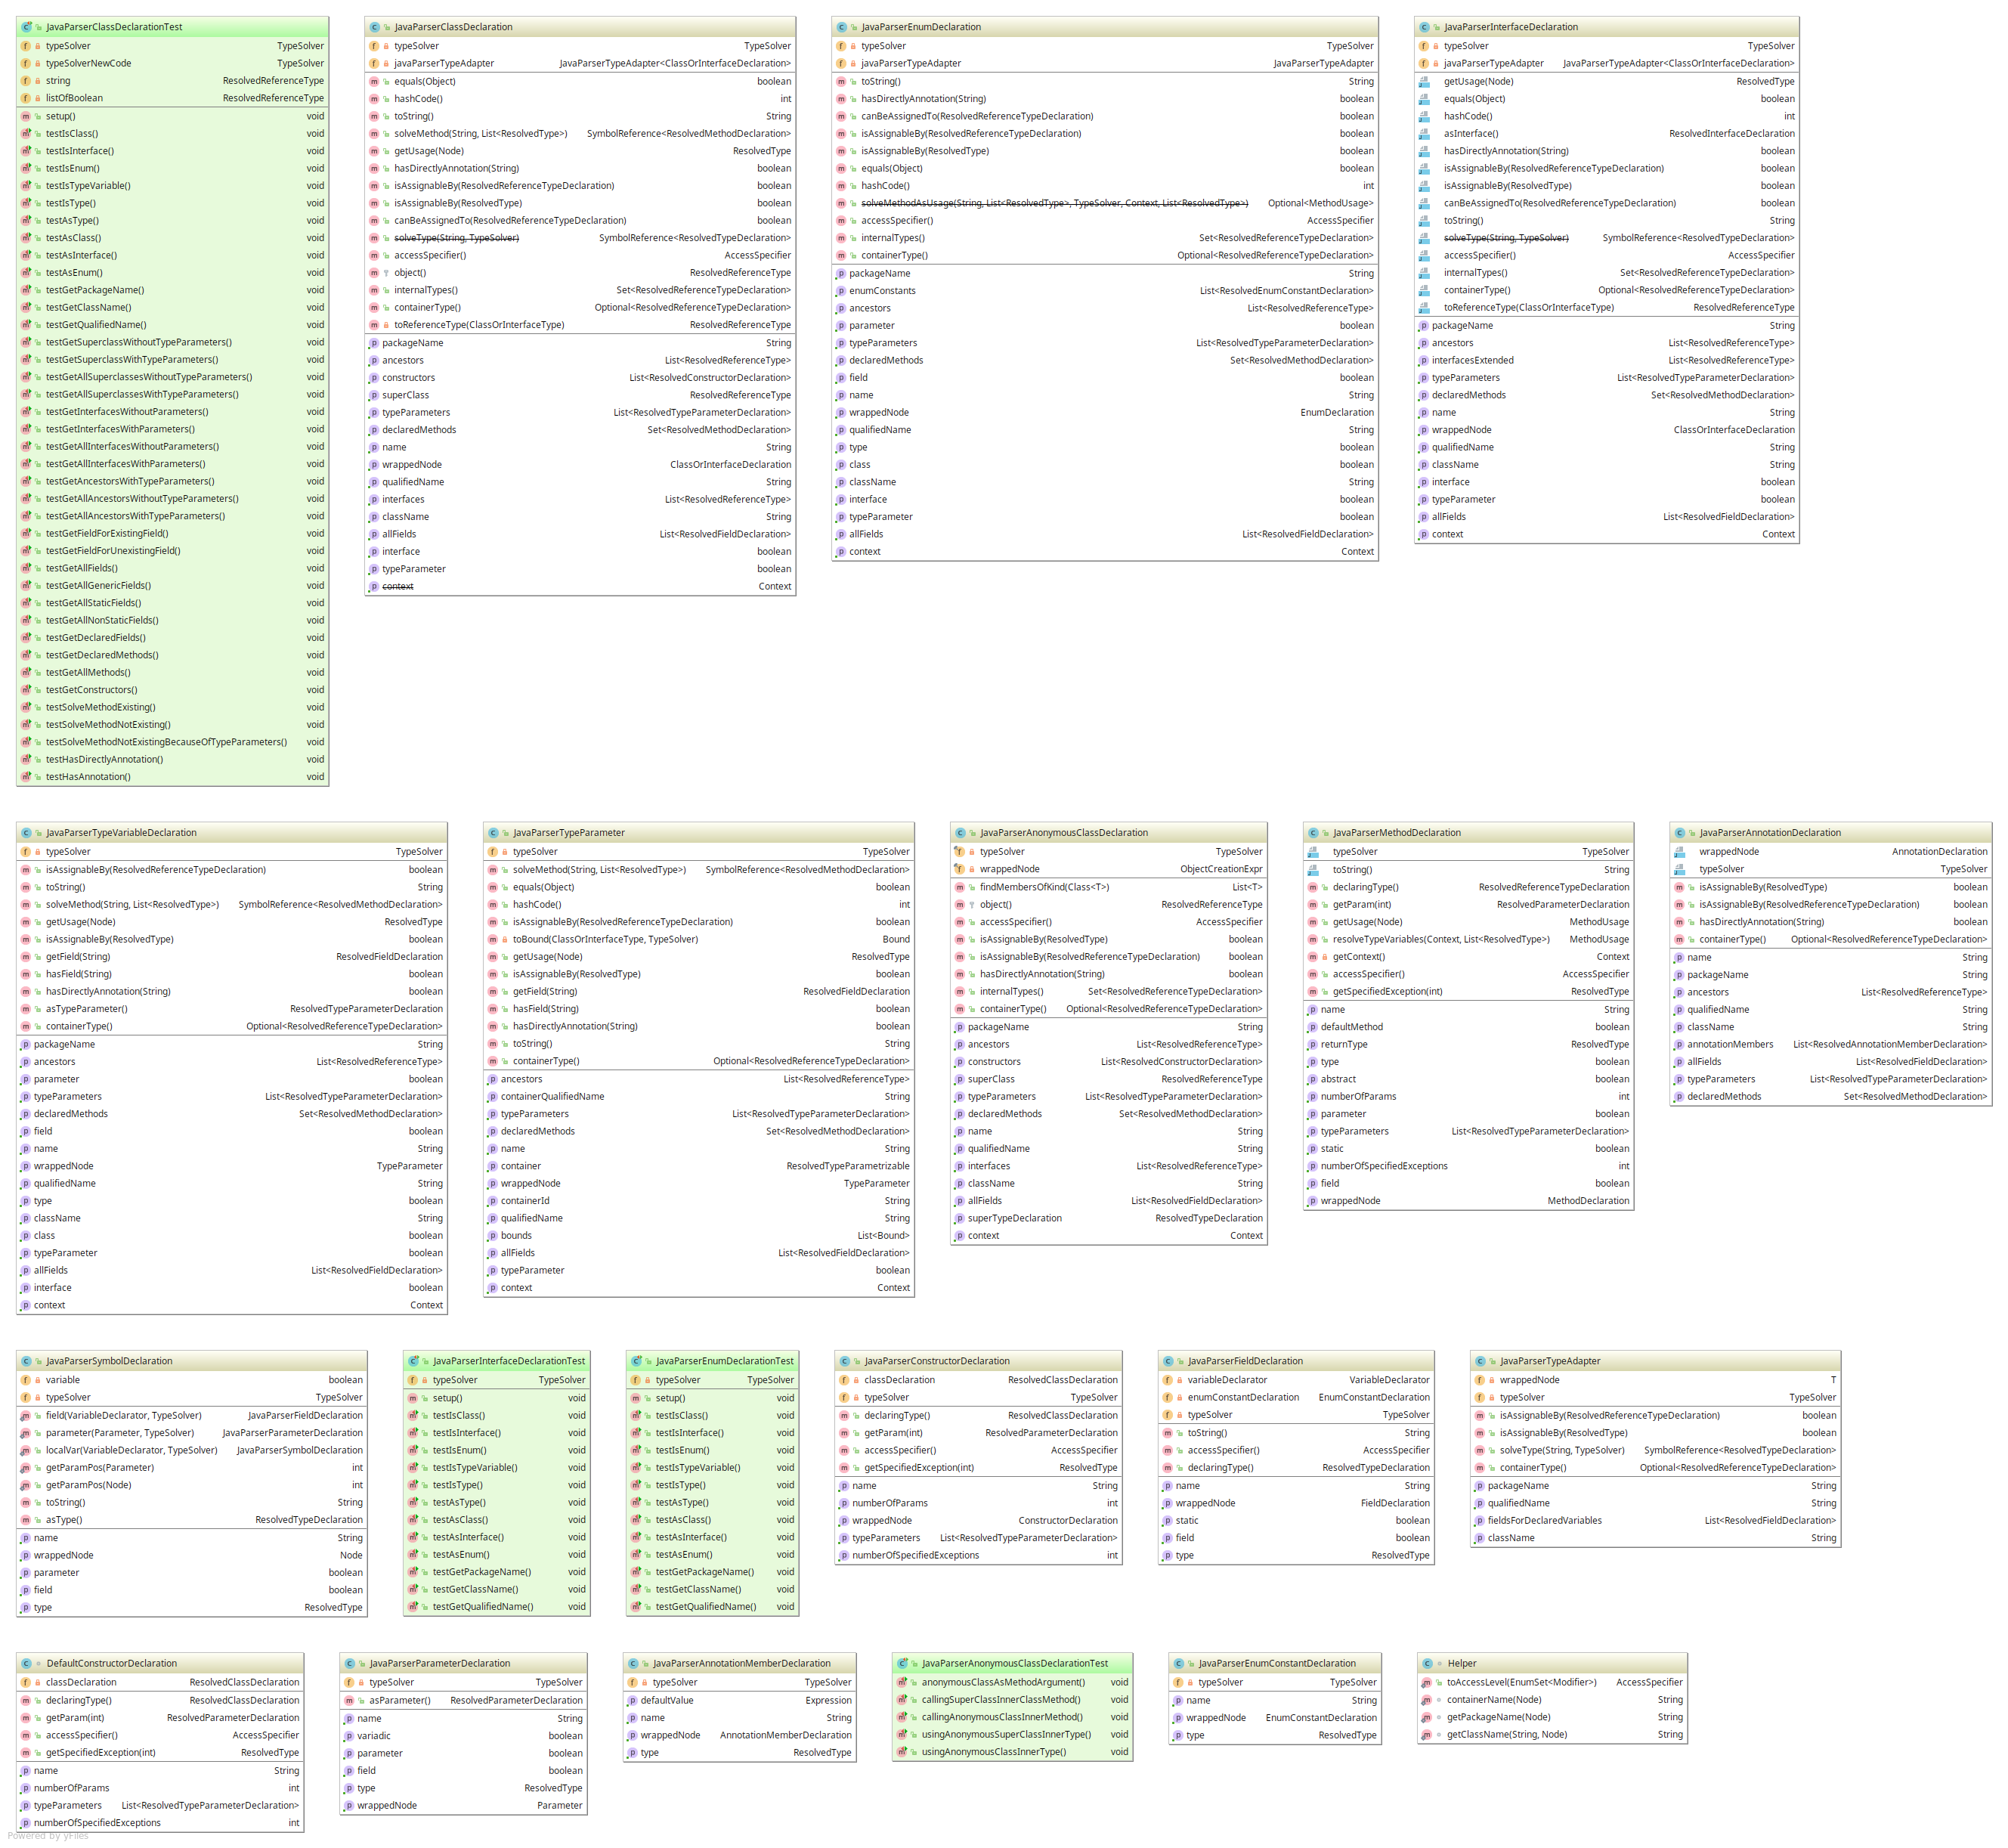 JavaParserClassDeclarationTest
typeSolver TypeSolver
typeSolverNewCode TypeSolver
string ResolvedReferenceType
listOfBoolean ResolvedReferenceType
setup() void
testIsClass() void
testIsInterface() void
testIsEnum() void
testIsTypeVariable() void
testIsType() void
testAsType() void
testAsClass() void
testAsInterface() void
testAsEnum() void
testGetPackageName() void
testGetClassName() void
testGetQualifiedName() void
testGetSuperclassWithoutTypeParameters() void
testGetSuperclassWithTypeParameters() void
testGetAllSuperclassesWithoutTypeParameters() void
testGetAllSuperclassesWithTypeParameters() void
testGetInterfacesWithoutParameters() void
testGetInterfacesWithParameters() void
testGetAllInterfacesWithoutParameters() void
testGetAllInterfacesWithParameters() void
testGetAncestorsWithTypeParameters() void
testGetAllAncestorsWithoutTypeParameters() void
testGetAllAncestorsWithTypeParameters() void
testGetFieldForExistingField() void
testGetFieldForUnexistingField() void
testGetAllFields() void
testGetAllGenericFields() void
testGetAllStaticFields() void
testGetAllNonStaticFields() void
testGetDeclaredFields() void
testGetDeclaredMethods() void
testGetAllMethods() void
testGetConstructors() void
testSolveMethodExisting() void
testSolveMethodNotExisting() void
testSolveMethodNotExistingBecauseOfTypeParameters() void
testHasDirectlyAnnotation() void
testHasAnnotation() void
JavaParserClassDeclaration
typeSolver TypeSolver
javaParserTypeAdapter JavaParserTypeAdapter<ClassOrInterfaceDeclaration>
equals(Object) boolean
hashCode() int
toString() String
solveMethod(String, List<ResolvedType>) SymbolReference<ResolvedMethodDeclaration>
getUsage(Node) ResolvedType
hasDirectlyAnnotation(String) boolean
isAssignableBy(ResolvedReferenceTypeDeclaration) boolean
isAssignableBy(ResolvedType) boolean
canBeAssignedTo(ResolvedReferenceTypeDeclaration) boolean
solveType(String, TypeSolver) SymbolReference<ResolvedTypeDeclaration>
accessSpecifier() AccessSpecifier
object() ResolvedReferenceType
internalTypes() Set<ResolvedReferenceTypeDeclaration>
containerType() Optional<ResolvedReferenceTypeDeclaration>
toReferenceType(ClassOrInterfaceType) ResolvedReferenceType
packageName String
ancestors List<ResolvedReferenceType>
constructors List<ResolvedConstructorDeclaration>
superClass ResolvedReferenceType
typeParameters List<ResolvedTypeParameterDeclaration>
declaredMethods Set<ResolvedMethodDeclaration>
name String
wrappedNode ClassOrInterfaceDeclaration
qualifiedName String
interfaces List<ResolvedReferenceType>
className String
allFields List<ResolvedFieldDeclaration>
interface boolean
typeParameter boolean
context Context
JavaParserEnumDeclaration
typeSolver TypeSolver
javaParserTypeAdapter JavaParserTypeAdapter
toString() String
hasDirectlyAnnotation(String) boolean
canBeAssignedTo(ResolvedReferenceTypeDeclaration) boolean
isAssignableBy(ResolvedReferenceTypeDeclaration) boolean
isAssignableBy(ResolvedType) boolean
equals(Object) boolean
hashCode() int
solveMethodAsUsage(String, List<ResolvedType>, TypeSolver, Context, List<ResolvedType>) Optional<MethodUsage>
accessSpecifier() AccessSpecifier
internalTypes() Set<ResolvedReferenceTypeDeclaration>
containerType() Optional<ResolvedReferenceTypeDeclaration>
packageName String
enumConstants List<ResolvedEnumConstantDeclaration>
ancestors List<ResolvedReferenceType>
parameter boolean
typeParameters List<ResolvedTypeParameterDeclaration>
declaredMethods Set<ResolvedMethodDeclaration>
field boolean
name String
wrappedNode EnumDeclaration
qualifiedName String
type boolean
class boolean
className String
interface boolean
typeParameter boolean
allFields List<ResolvedFieldDeclaration>
context Context
JavaParserInterfaceDeclaration
typeSolver TypeSolver
javaParserTypeAdapter JavaParserTypeAdapter<ClassOrInterfaceDeclaration>
getUsage(Node) ResolvedType
equals(Object) boolean
hashCode() int
asInterface() ResolvedInterfaceDeclaration
hasDirectlyAnnotation(String) boolean
isAssignableBy(ResolvedReferenceTypeDeclaration) boolean
isAssignableBy(ResolvedType) boolean
canBeAssignedTo(ResolvedReferenceTypeDeclaration) boolean
toString() String
solveType(String, TypeSolver) SymbolReference<ResolvedTypeDeclaration>
accessSpecifier() AccessSpecifier
internalTypes() Set<ResolvedReferenceTypeDeclaration>
containerType() Optional<ResolvedReferenceTypeDeclaration>
toReferenceType(ClassOrInterfaceType) ResolvedReferenceType
packageName String
ancestors List<ResolvedReferenceType>
interfacesExtended List<ResolvedReferenceType>
typeParameters List<ResolvedTypeParameterDeclaration>
declaredMethods Set<ResolvedMethodDeclaration>
name String
wrappedNode ClassOrInterfaceDeclaration
qualifiedName String
className String
interface boolean
typeParameter boolean
allFields List<ResolvedFieldDeclaration>
context Context
JavaParserTypeVariableDeclaration
typeSolver TypeSolver
isAssignableBy(ResolvedReferenceTypeDeclaration) boolean
toString() String
solveMethod(String, List<ResolvedType>) SymbolReference<ResolvedMethodDeclaration>
getUsage(Node) ResolvedType
isAssignableBy(ResolvedType) boolean
getField(String) ResolvedFieldDeclaration
hasField(String) boolean
hasDirectlyAnnotation(String) boolean
asTypeParameter() ResolvedTypeParameterDeclaration
containerType() Optional<ResolvedReferenceTypeDeclaration>
packageName String
ancestors List<ResolvedReferenceType>
parameter boolean
typeParameters List<ResolvedTypeParameterDeclaration>
declaredMethods Set<ResolvedMethodDeclaration>
field boolean
name String
wrappedNode TypeParameter
qualifiedName String
type boolean
className String
class boolean
typeParameter boolean
allFields List<ResolvedFieldDeclaration>
interface boolean
context Context
JavaParserTypeParameter
typeSolver TypeSolver
solveMethod(String, List<ResolvedType>) SymbolReference<ResolvedMethodDeclaration>
equals(Object) boolean
hashCode() int
isAssignableBy(ResolvedReferenceTypeDeclaration) boolean
toBound(ClassOrInterfaceType, TypeSolver) Bound
getUsage(Node) ResolvedType
isAssignableBy(ResolvedType) boolean
getField(String) ResolvedFieldDeclaration
hasField(String) boolean
hasDirectlyAnnotation(String) boolean
toString() String
containerType() Optional<ResolvedReferenceTypeDeclaration>
ancestors List<ResolvedReferenceType>
containerQualifiedName String
typeParameters List<ResolvedTypeParameterDeclaration>
declaredMethods Set<ResolvedMethodDeclaration>
name String
container ResolvedTypeParametrizable
wrappedNode TypeParameter
containerId String
qualifiedName String
bounds List<Bound>
allFields List<ResolvedFieldDeclaration>
typeParameter boolean
context Context
JavaParserAnonymousClassDeclaration
typeSolver TypeSolver
wrappedNode ObjectCreationExpr
findMembersOfKind(Class<T>) List<T>
object() ResolvedReferenceType
accessSpecifier() AccessSpecifier
isAssignableBy(ResolvedType) boolean
isAssignableBy(ResolvedReferenceTypeDeclaration) boolean
hasDirectlyAnnotation(String) boolean
internalTypes() Set<ResolvedReferenceTypeDeclaration>
containerType() Optional<ResolvedReferenceTypeDeclaration>
packageName String
ancestors List<ResolvedReferenceType>
constructors List<ResolvedConstructorDeclaration>
superClass ResolvedReferenceType
typeParameters List<ResolvedTypeParameterDeclaration>
declaredMethods Set<ResolvedMethodDeclaration>
name String
qualifiedName String
interfaces List<ResolvedReferenceType>
className String
allFields List<ResolvedFieldDeclaration>
superTypeDeclaration ResolvedTypeDeclaration
context Context
JavaParserMethodDeclaration
typeSolver TypeSolver
toString() String
declaringType() ResolvedReferenceTypeDeclaration
getParam(int) ResolvedParameterDeclaration
getUsage(Node) MethodUsage
resolveTypeVariables(Context, List<ResolvedType>) MethodUsage
getContext() Context
accessSpecifier() AccessSpecifier
getSpecifiedException(int) ResolvedType
name String
defaultMethod boolean
returnType ResolvedType
type boolean
abstract boolean
numberOfParams int
parameter boolean
typeParameters List<ResolvedTypeParameterDeclaration>
static boolean
numberOfSpecifiedExceptions int
field boolean
wrappedNode MethodDeclaration
JavaParserAnnotationDeclaration
wrappedNode AnnotationDeclaration
typeSolver TypeSolver
isAssignableBy(ResolvedType) boolean
isAssignableBy(ResolvedReferenceTypeDeclaration) boolean
hasDirectlyAnnotation(String) boolean
containerType() Optional<ResolvedReferenceTypeDeclaration>
name String
packageName String
ancestors List<ResolvedReferenceType>
qualifiedName String
className String
annotationMembers List<ResolvedAnnotationMemberDeclaration>
allFields List<ResolvedFieldDeclaration>
typeParameters List<ResolvedTypeParameterDeclaration>
declaredMethods Set<ResolvedMethodDeclaration>
JavaParserSymbolDeclaration
variable boolean
typeSolver TypeSolver
field(VariableDeclarator, TypeSolver) JavaParserFieldDeclaration
parameter(Parameter, TypeSolver) JavaParserParameterDeclaration
localVar(VariableDeclarator, TypeSolver) JavaParserSymbolDeclaration
getParamPos(Parameter) int
getParamPos(Node) int
toString() String
asType() ResolvedTypeDeclaration
name String
wrappedNode Node
parameter boolean
field boolean
type ResolvedType
JavaParserInterfaceDeclarationTest
typeSolver TypeSolver
setup() void
testIsClass() void
testIsInterface() void
testIsEnum() void
testIsTypeVariable() void
testIsType() void
testAsType() void
testAsClass() void
testAsInterface() void
testAsEnum() void
testGetPackageName() void
testGetClassName() void
testGetQualifiedName() void
JavaParserEnumDeclarationTest
typeSolver TypeSolver
setup() void
testIsClass() void
testIsInterface() void
testIsEnum() void
testIsTypeVariable() void
testIsType() void
testAsType() void
testAsClass() void
testAsInterface() void
testAsEnum() void
testGetPackageName() void
testGetClassName() void
testGetQualifiedName() void
JavaParserConstructorDeclaration
classDeclaration ResolvedClassDeclaration
typeSolver TypeSolver
declaringType() ResolvedClassDeclaration
getParam(int) ResolvedParameterDeclaration
accessSpecifier() AccessSpecifier
getSpecifiedException(int) ResolvedType
name String
numberOfParams int
wrappedNode ConstructorDeclaration
typeParameters List<ResolvedTypeParameterDeclaration>
numberOfSpecifiedExceptions int
JavaParserFieldDeclaration
variableDeclarator VariableDeclarator
enumConstantDeclaration EnumConstantDeclaration
typeSolver TypeSolver
toString() String
accessSpecifier() AccessSpecifier
declaringType() ResolvedTypeDeclaration
name String
wrappedNode FieldDeclaration
static boolean
field boolean
type ResolvedType
JavaParserTypeAdapter
wrappedNode T
typeSolver TypeSolver
isAssignableBy(ResolvedReferenceTypeDeclaration) boolean
isAssignableBy(ResolvedType) boolean
solveType(String, TypeSolver) SymbolReference<ResolvedTypeDeclaration>
containerType() Optional<ResolvedReferenceTypeDeclaration>
packageName String
qualifiedName String
fieldsForDeclaredVariables List<ResolvedFieldDeclaration>
className String
DefaultConstructorDeclaration
classDeclaration ResolvedClassDeclaration
declaringType() ResolvedClassDeclaration
getParam(int) ResolvedParameterDeclaration
accessSpecifier() AccessSpecifier
getSpecifiedException(int) ResolvedType
name String
numberOfParams int
typeParameters List<ResolvedTypeParameterDeclaration>
numberOfSpecifiedExceptions int
JavaParserParameterDeclaration
typeSolver TypeSolver
asParameter() ResolvedParameterDeclaration
name String
variadic boolean
parameter boolean
field boolean
type ResolvedType
wrappedNode Parameter
JavaParserAnnotationMemberDeclaration
typeSolver TypeSolver
defaultValue Expression
name String
wrappedNode AnnotationMemberDeclaration
type ResolvedType
JavaParserAnonymousClassDeclarationTest
anonymousClassAsMethodArgument() void
callingSuperClassInnerClassMethod() void
callingAnonymousClassInnerMethod() void
usingAnonymousSuperClassInnerType() void
usingAnonymousClassInnerType() void
JavaParserEnumConstantDeclaration
typeSolver TypeSolver
name String
wrappedNode EnumConstantDeclaration
type ResolvedType
Helper
toAccessLevel(EnumSet<Modifier>) AccessSpecifier
containerName(Node) String
getPackageName(Node) String
getClassName(String, Node) String
Powered by yFiles